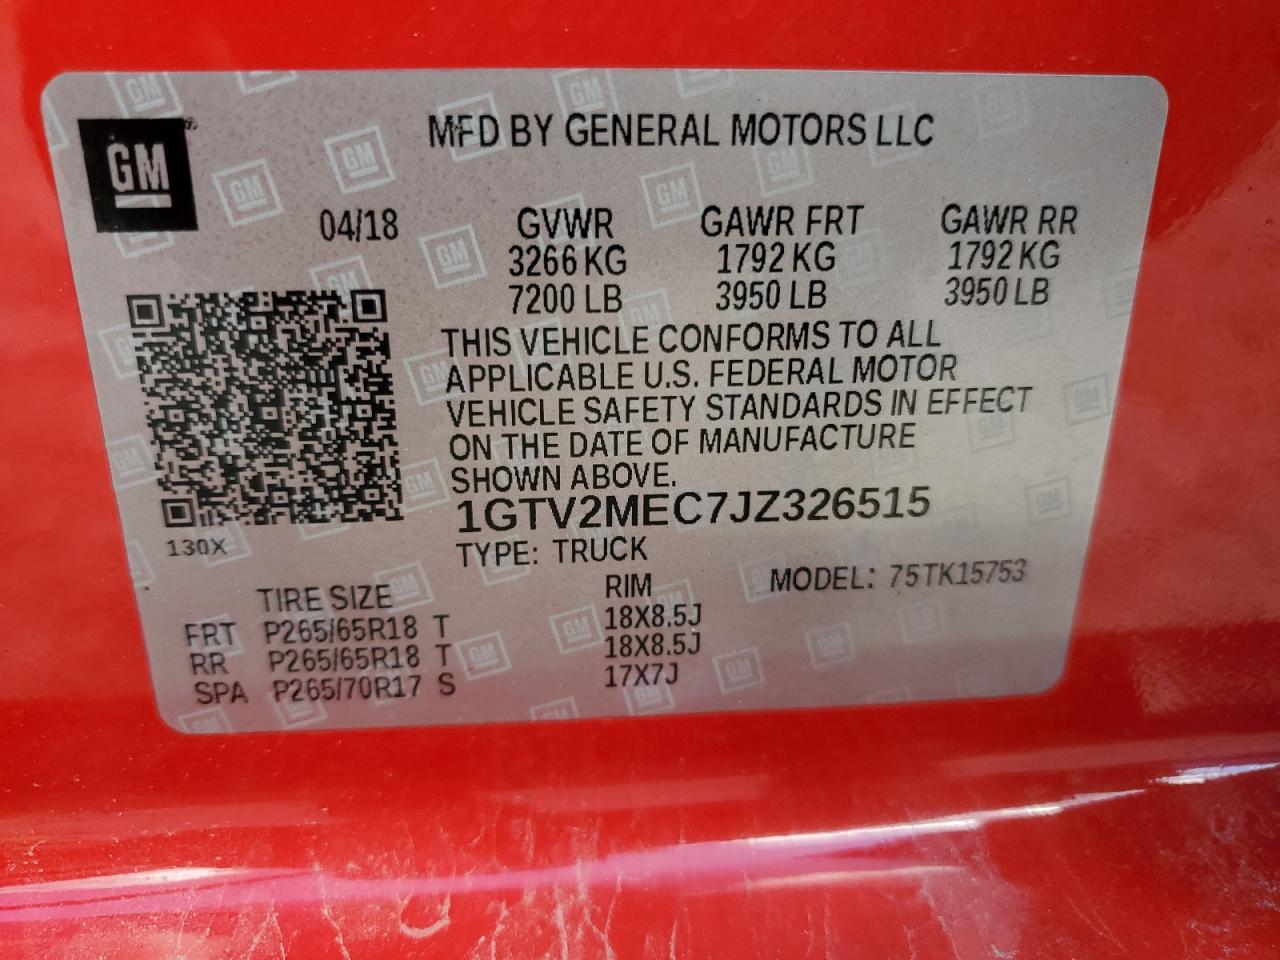 GM ®
MFD BY GENERAL MOTORS LLC
04/18 GVWR GAWR FRT GAWR RR
3266 KG 1792 KG 1792 KG
7200 LB 3950 LB 3950 LB
THIS VEHICLE CONFORMS TO ALL
APPLICABLE U.S. FEDERAL MOTOR
VEHICLE SAFETY STANDARDS IN EFFECT
ON THE DATE OF MANUFACTURE
SHOWN ABOVE.
1GTV2MEC7JZ326515
130X
TYPE: TRUCK
MODEL: 75TK15753
TIRE SIZE RIM
FRT P265/65R18 T 18X8.5J
RR P265/65R18 T 18X8.5J
SPA P265/70R17 S 17X7J